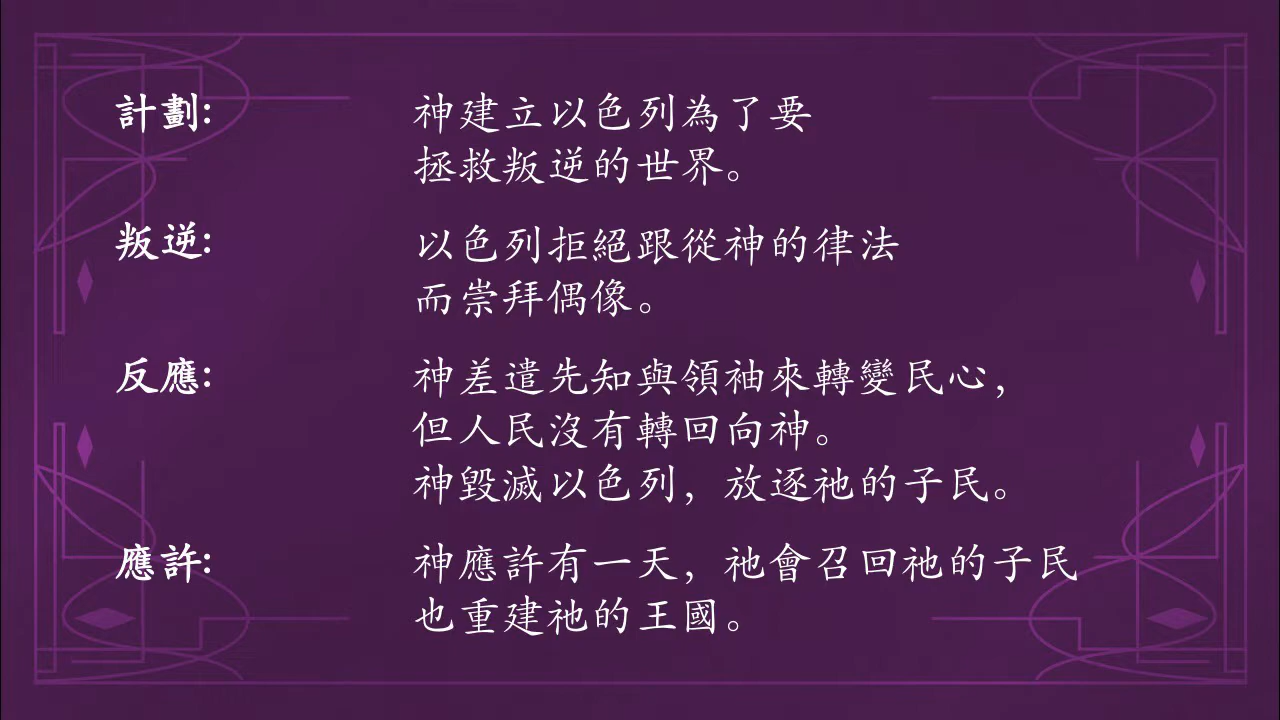 計劃: 神建立以色列為了要
拯救叛逆的世界。
叛逆: 以色列拒絕跟從神的律法
而崇拜偶像。
反應: 神差遣先知與領袖來轉變民心,
但人民沒有轉回向神。
神毀滅以色列, 放逐祂的子民。
應許: 神應許有一天, 祂會召回祂的子民
也重建祂的王國。